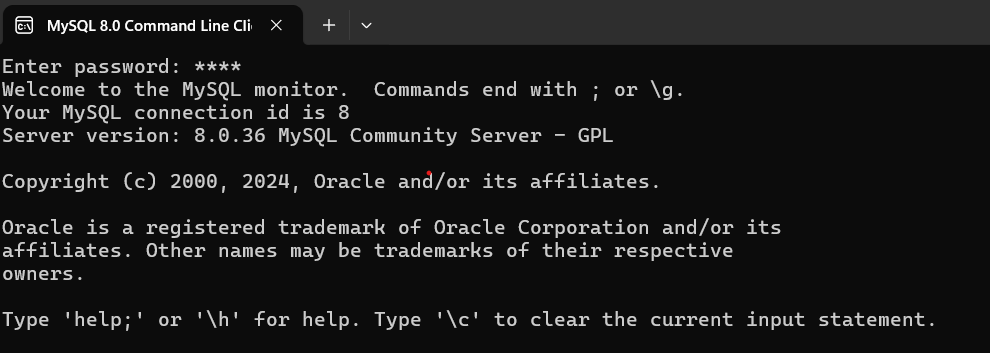 MySQL 8.0 Command Line Cli
Enter password: ****
Welcome to the MySQL monitor.  Commands end with ; or \g.
Your MySQL connection id is 8
Server version: 8.0.36 MySQL Community Server - GPL
Copyright (c) 2000, 2024, Oracle and/or its affiliates.
Oracle is a registered trademark of Oracle Corporation and/or its
affiliates. Other names may be trademarks of their respective
owners.
Type 'help;' or '\h' for help. Type '\c' to clear the current input statement.